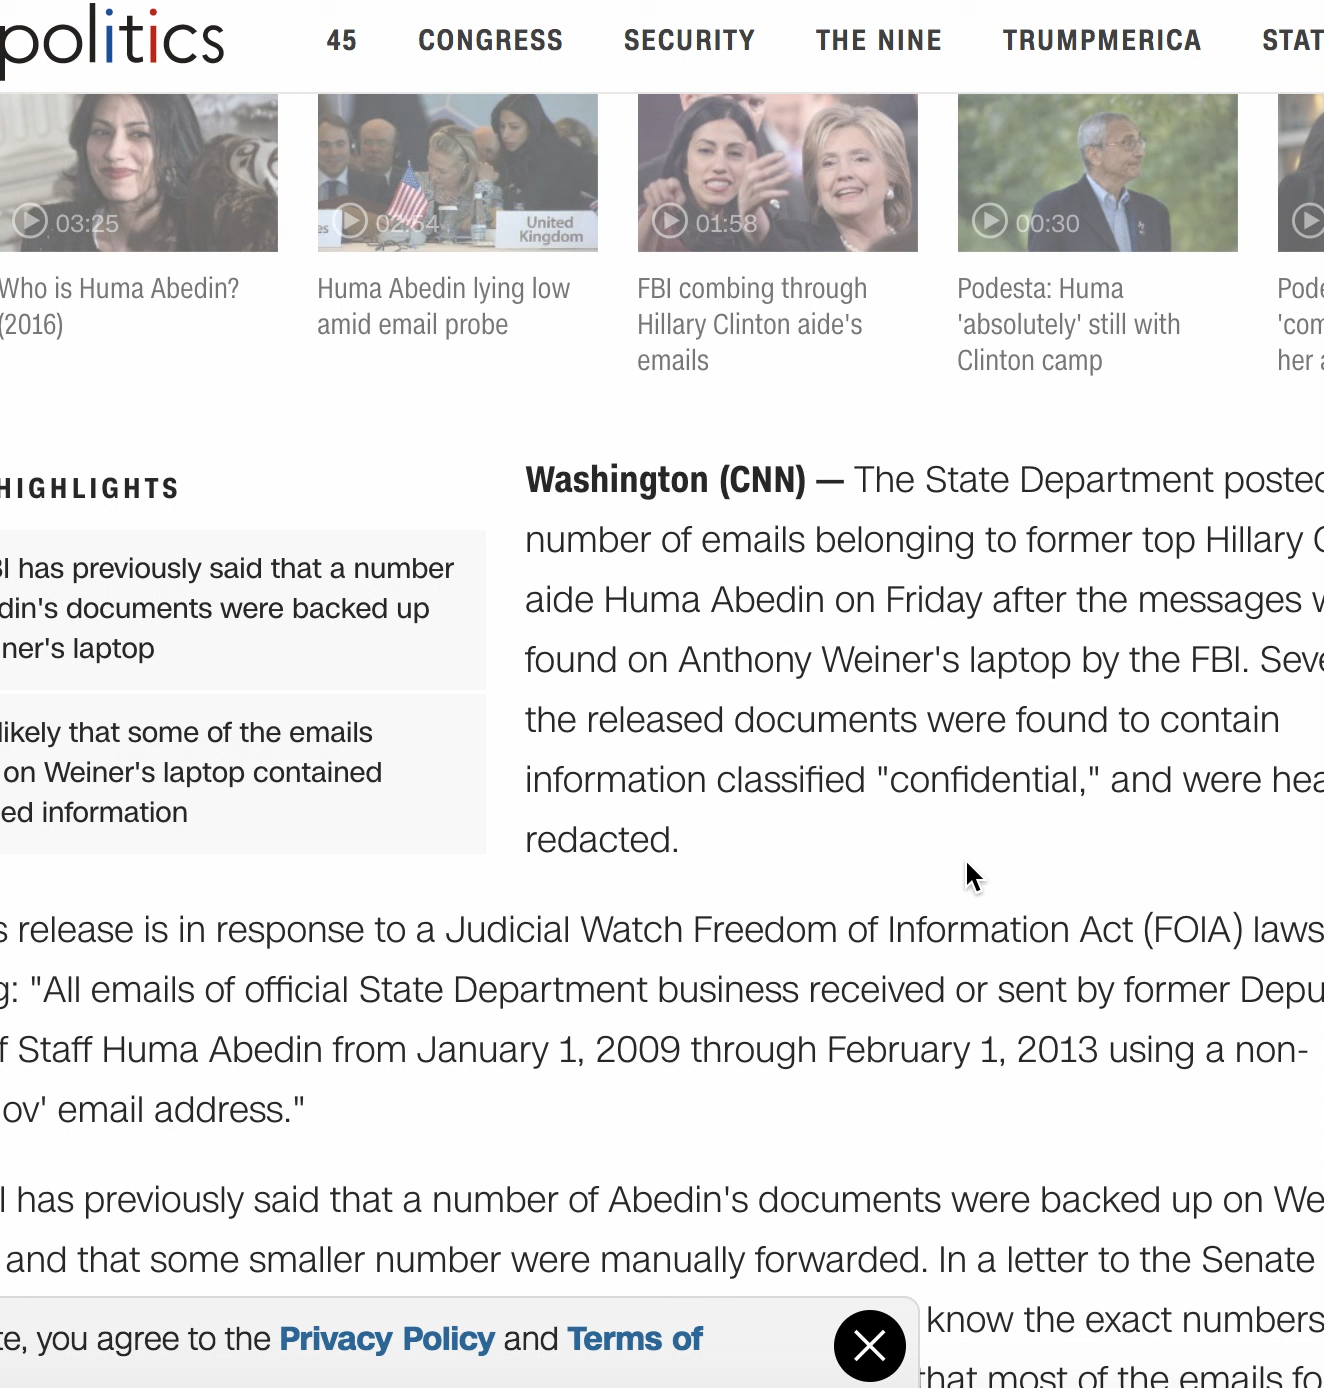 politics
45 CONGRESS SECURITY THE NINE TRUMPMERICA STAT
03:25
02:54
United
Kingdom
01:58
00:30
Who is Huma Abedin?
(2016)
Huma Abedin lying low
amid email probe
FBI combing through
Hillary Clinton aide's
emails
Podesta: Huma
'absolutely' still with
Clinton camp
Pode
'com
her a
HIGHLIGHTS
BI has previously said that a number
din's documents were backed up
ner's laptop
likely that some of the emails
on Weiner's laptop contained
ed information
Washington (CNN) — The State Department posted
number of emails belonging to former top Hillary C
aide Huma Abedin on Friday after the messages w
found on Anthony Weiner's laptop by the FBI. Seve
the released documents were found to contain
information classified "confidential," and were hea
redacted.
s release is in response to a Judicial Watch Freedom of Information Act (FOIA) laws
g: "All emails of official State Department business received or sent by former Depu
f Staff Huma Abedin from January 1, 2009 through February 1, 2013 using a non-
ov' email address."
I has previously said that a number of Abedin's documents were backed up on We
and that some smaller number were manually forwarded. In a letter to the Senate
know the exact numbers
that most of the emails fo
te, you agree to the Privacy Policy and Terms of